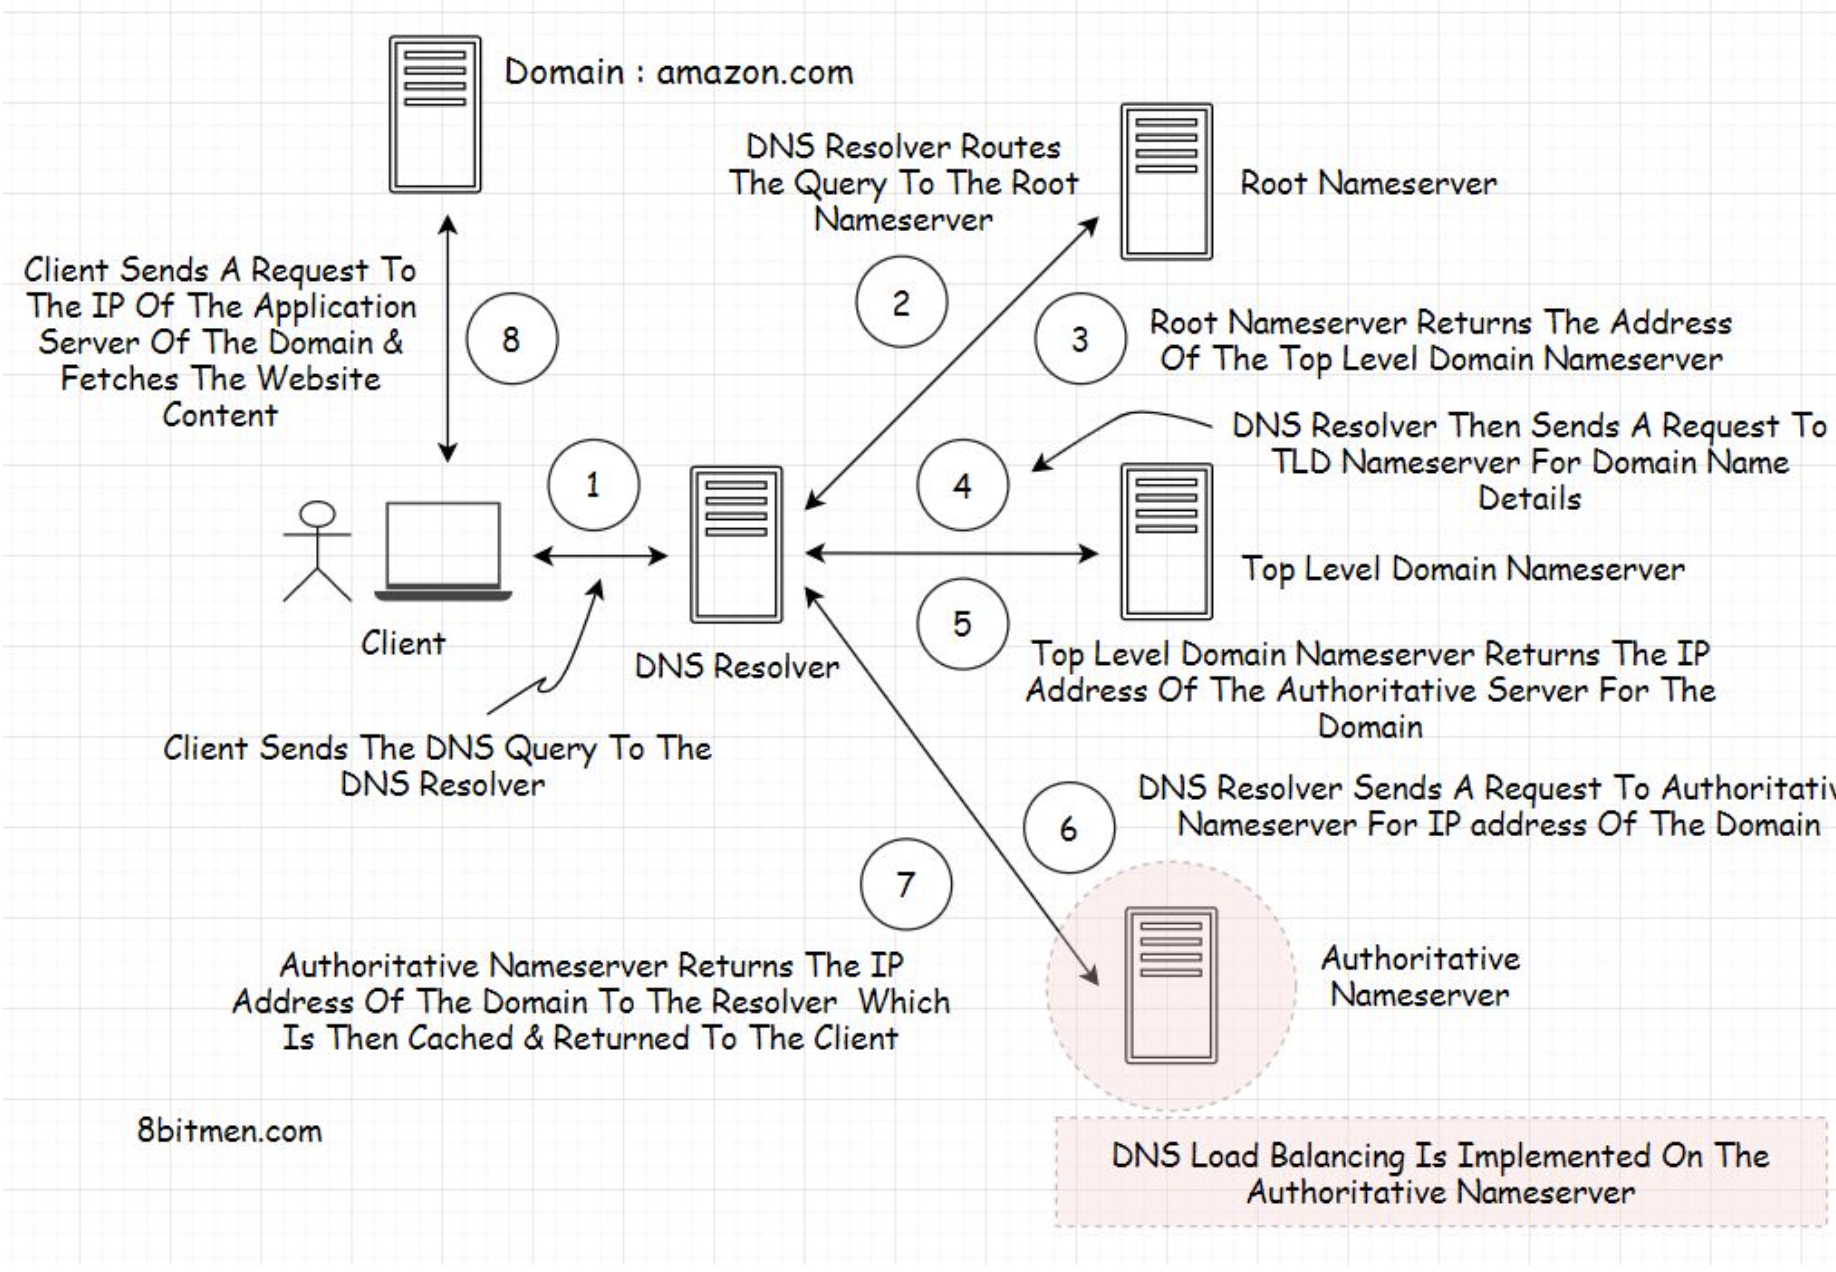 Domain : amazon.com
DNS Resolver Routes
The Query To The Root
Nameserver
Root Nameserver
Client Sends A Request To
The IP Of The Application
Server Of The Domain &
Fetches The Website
Content
8
2
3
Root Nameserver Returns The Address
Of The Top Level Domain Nameserver
DNS Resolver Then Sends A Request To
TLD Nameserver For Domain Name
Details
1
4
Top Level Domain Nameserver
5
Client
DNS Resolver
Top Level Domain Nameserver Returns The IP
Address Of The Authoritative Server For The
Domain
Client Sends The DNS Query To The
DNS Resolver
6
DNS Resolver Sends A Request To Authoritativ
Nameserver For IP address Of The Domain
7
Authoritative Nameserver Returns The IP
Address Of The Domain To The Resolver Which
Is Then Cached & Returned To The Client
Authoritative
Nameserver
8bitmen.com
DNS Load Balancing Is Implemented On The
Authoritative Nameserver